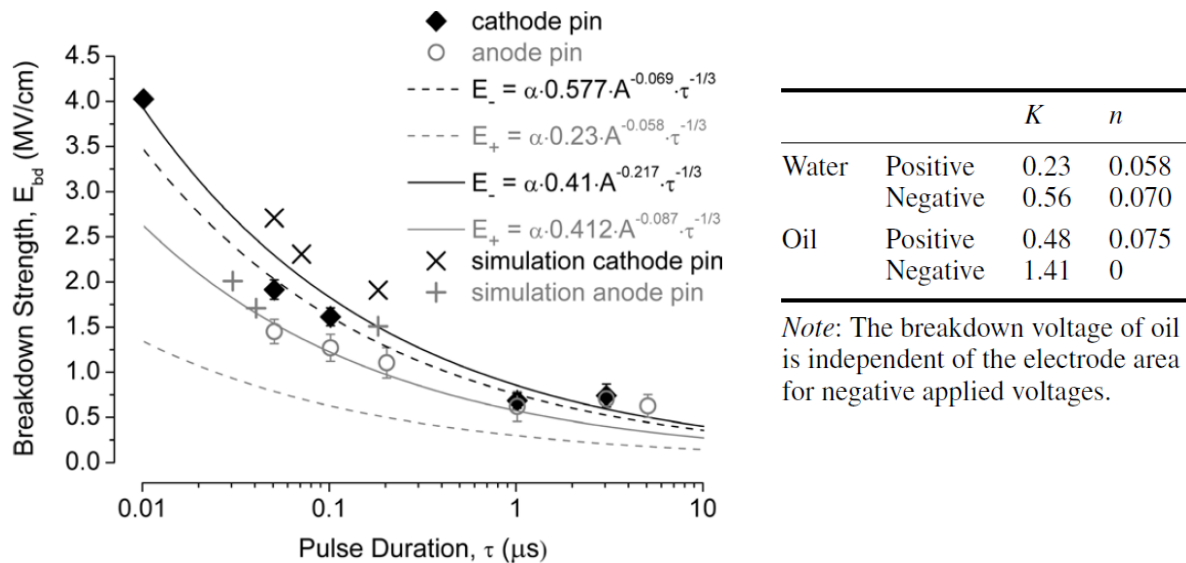 cathode pin
anode pin
E_ = α·0.577·A^-0.069·τ^-1/3
E+ = α·0.23·A^-0.058·τ^-1/3
E_ = α·0.41·A^-0.217·τ^-1/3
E+ = α·0.412·A^-0.087·τ^-1/3
simulation cathode pin
simulation anode pin
4.5
4.0
3.5
3.0
2.5
2.0
1.5
1.0
0.5
0.0
Breakdown Strength, E_bd (MV/cm)
0.01 0.1 1 10
Pulse Duration, τ (μs)
K n
Water Positive 0.23 0.058
Negative 0.56 0.070
Oil Positive 0.48 0.075
Negative 1.41 0
Note: The breakdown voltage of oil
is independent of the electrode area
for negative applied voltages.